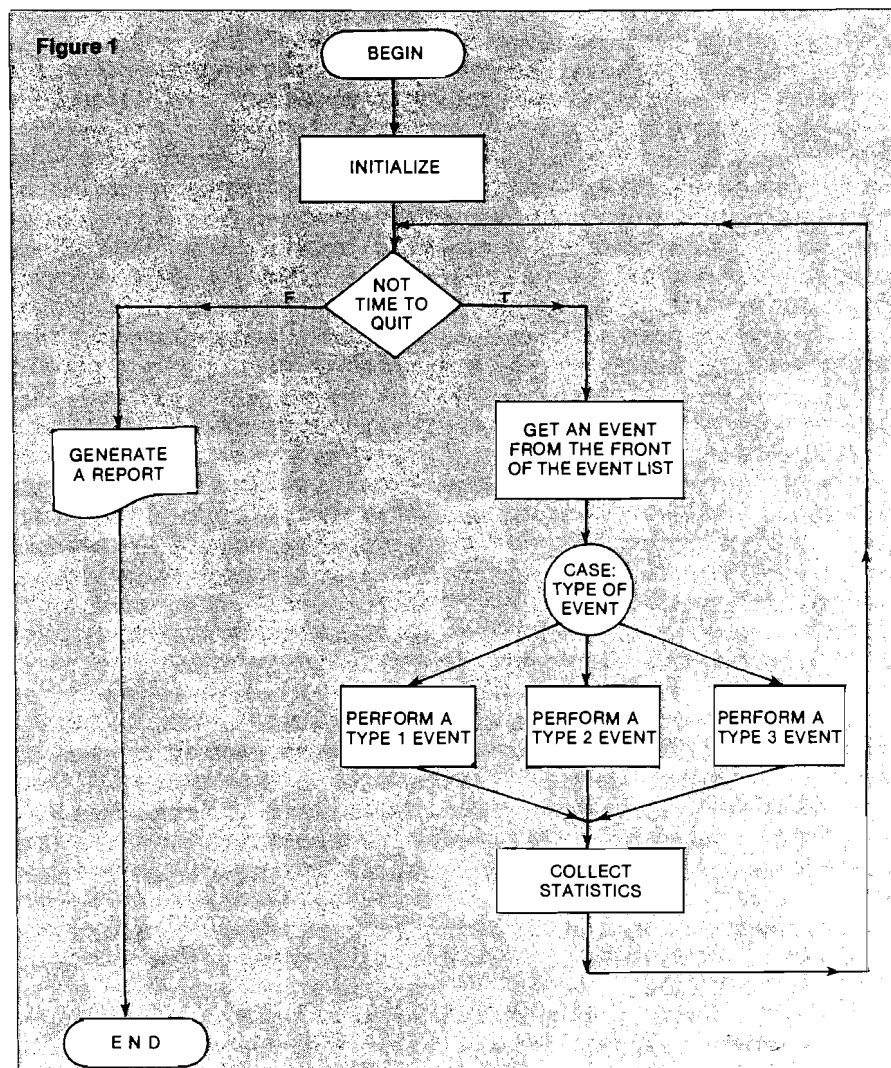 Figure 1
BEGIN
INITIALIZE
NOT
TIME TO
QUIT
F
T
GENERATE
A REPORT
GET AN EVENT
FROM THE FRONT
OF THE EVENT LIST
CASE:
TYPE OF
EVENT
PERFORM A
TYPE 1 EVENT
PERFORM A
TYPE 2 EVENT
PERFORM A
TYPE 3 EVENT
COLLECT
STATISTICS
END